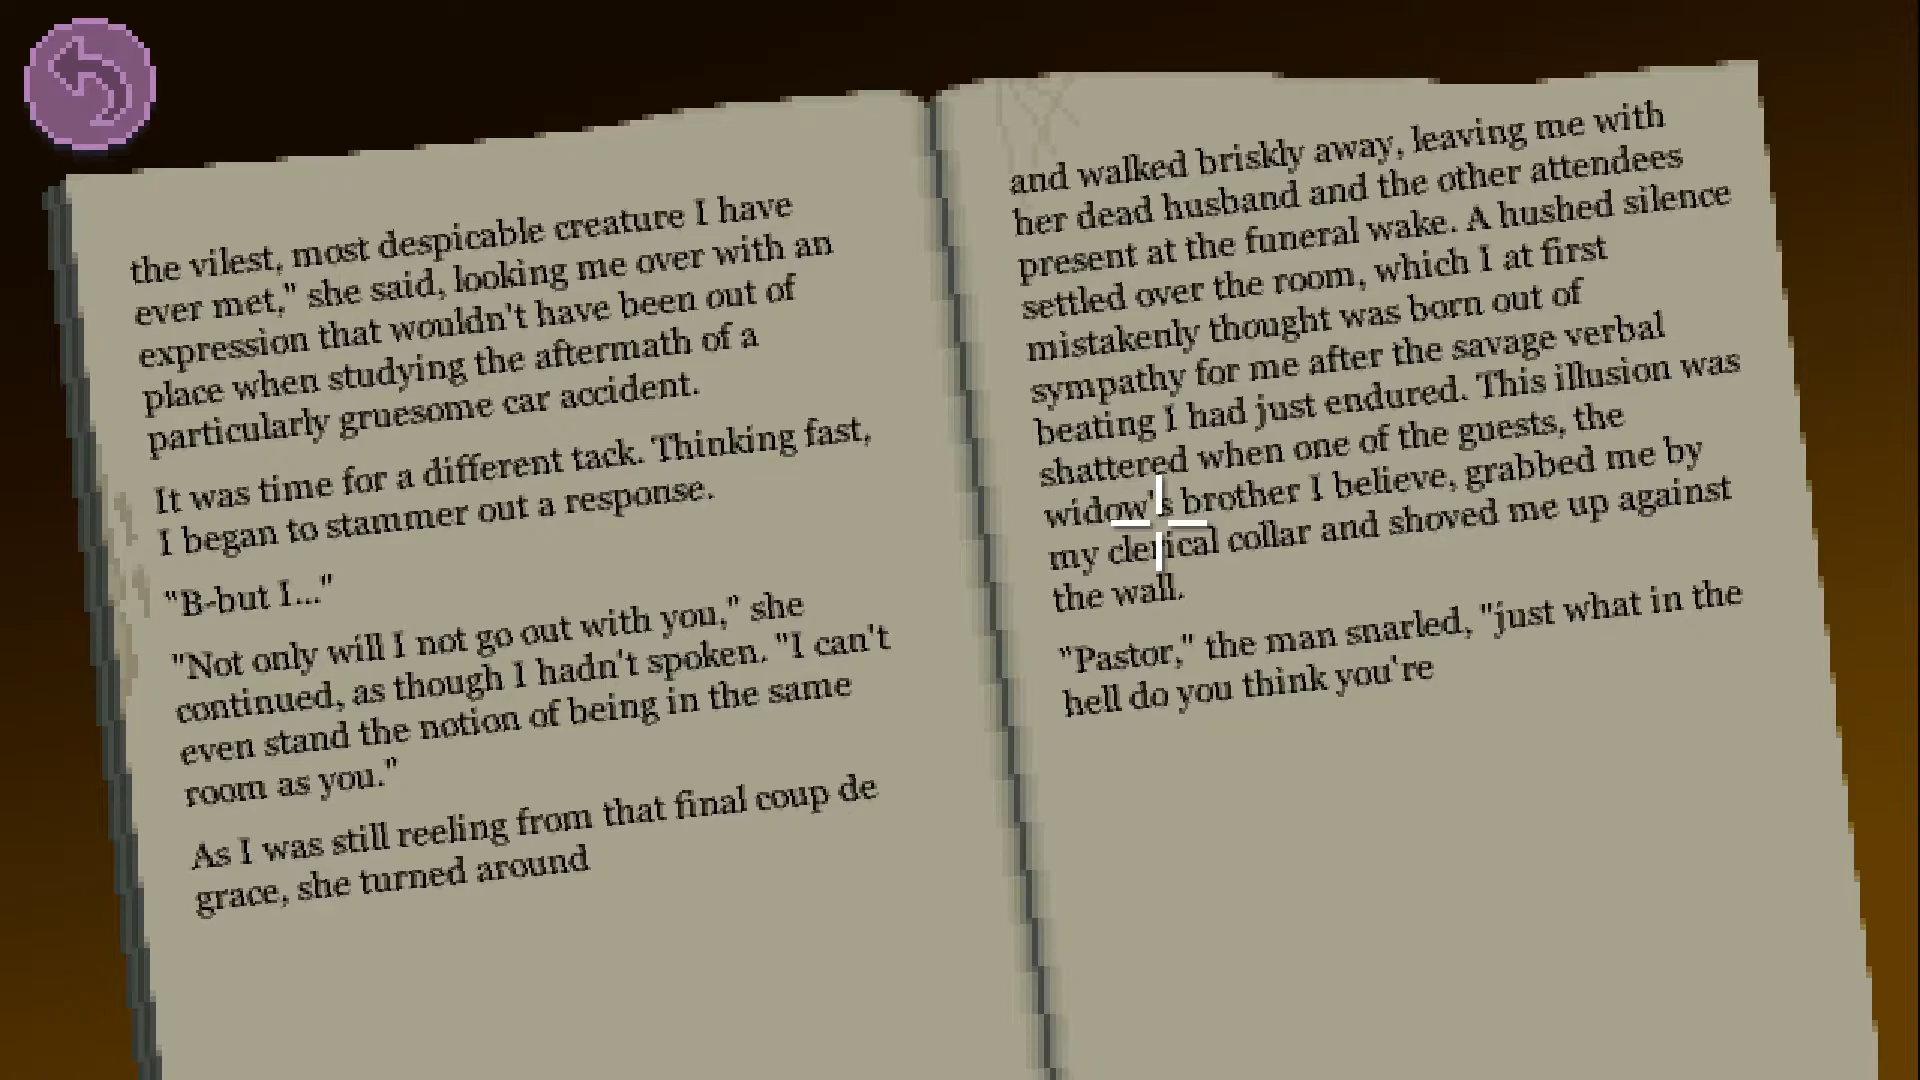 the vilest, most despicable creature I have
ever met," she said, looking me over with an
expression that wouldn't have been out of
place when studying the aftermath of a
particularly gruesome car accident.
It was time for a different tack. Thinking fast,
I began to stammer out a response.
"B-but I..."
"Not only will I not go out with you," she
continued, as though I hadn't spoken. "I can't
even stand the notion of being in the same
room as you."
As I was still reeling from that final coup de
grace, she turned around
and walked briskly away, leaving me with
her dead husband and the other attendees
present at the funeral wake. A hushed silence
settled over the room, which I at first
mistakenly thought was born out of
sympathy for me after the savage verbal
beating I had just endured. This illusion was
shattered when one of the guests, the
widow's brother I believe, grabbed me by
my clerical collar and shoved me up against
the wall.
"Pastor," the man snarled, "just what in the
hell do you think you're